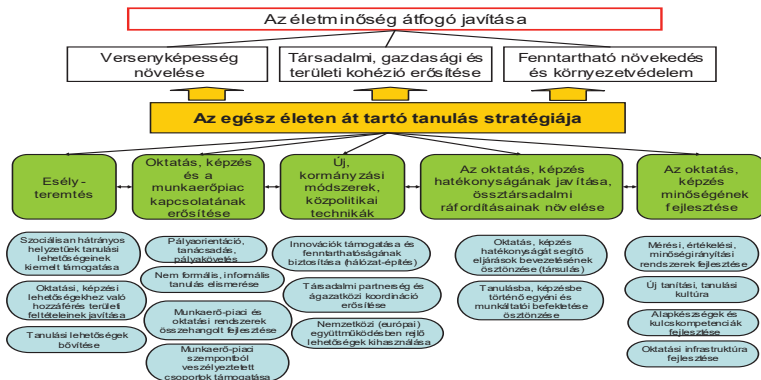 Az életminőség átfogó javítása
Versenyképesség
növelése
Társadalmi, gazdasági és
területi kohézió erősítése
Fenntartható növekedés
és környezetvédelem
Az egész életen át tartó tanulás stratégiája
Esély-
teremtés
Oktatás, képzés
és a
munkaerőpiac
kapcsolatának
erősítése
Új,
kormányzási
módszerek,
közpolitikai
technikák
Az oktatás, képzés
hatékonyságának javítása,
össztársadalmi
ráfordításainak növelése
Az oktatás,
képzés
minőségének
fejlesztése
Szociálisan hátrányos
helyzetűek tanulási
lehetőségeinek
kiemelt támogatása
Oktatási, képzési
lehetőségekhez való
hozzáférés területi
feltételeinek javítása
Tanulási lehetőségek
bővítése
Pályaorientáció,
tanácsadás,
pályakövetés
Nem formális, informális
tanulás elismerése
Munkaerő-piaci és
oktatási rendszerek
összehangolt fejlesztése
Munkaerő-piaci
szempontból
veszélyeztetett
csoportok támogatása
Innovációk támogatása és
fenntarthatóságának
biztosítása (hálózat-építés)
Társadalmi partnerség és
ágazatközi koordináció
erősítése
Nemzetközi (európai)
együttműködésben rejlő
lehetőségek kihasználása
Oktatás, képzés
hatékonyságát segítő
eljárások bevezetésének
ösztönzése (társulás)
Tanulásba, képzésbe
történő egyéni és
munkáltatói befektetése
ösztönzése
Mérési, értékelési,
minőségirányítási
rendszerek fejlesztése
Új tanítási, tanulási
kultúra
Alapkészségek és
kulcskompetenciák
fejlesztése
Oktatási infrastruktúra
fejlesztése